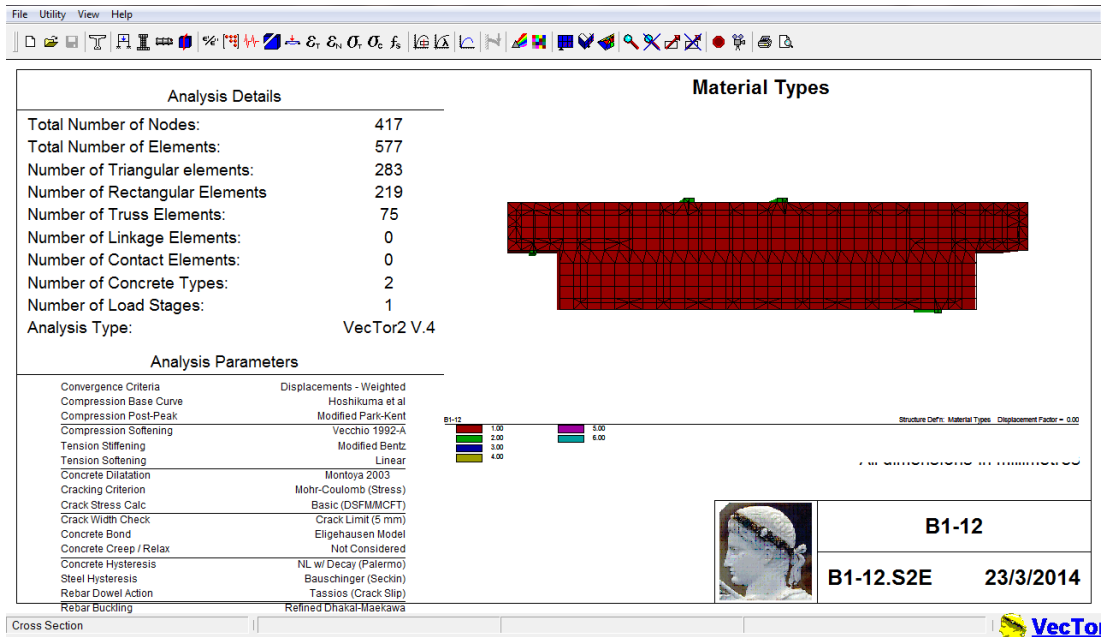 File Utility View Help
Analysis Details
Total Number of Nodes: 417
Total Number of Elements: 577
Number of Triangular elements: 283
Number of Rectangular Elements 219
Number of Truss Elements: 75
Number of Linkage Elements: 0
Number of Contact Elements: 0
Number of Concrete Types: 2
Number of Load Stages: 1
Analysis Type: VecTor2 V.4
Analysis Parameters
Convergence Criteria Displacements - Weighted
Compression Base Curve Hoshikuma et al
Compression Post-Peak Modified Park-Kent
Compression Softening Vecchio 1992-A
Tension Stiffening Modified Bentz
Tension Softening Linear
Concrete Dilatation Montoya 2003
Cracking Criterion Mohr-Coulomb (Stress)
Crack Stress Calc Basic (DSFM/MCFT)
Crack Width Check Crack Limit (5 mm)
Concrete Bond Eligehausen Model
Concrete Creep / Relax Not Considered
Concrete Hysteresis NL w/ Decay (Palermo)
Steel Hysteresis Bauschinger (Seckin)
Rebar Dowel Action Tassios (Crack Slip)
Rebar Buckling Refined Dhakal-Maekawa
Material Types
B1-12 Structure Def'n: Material Types Displacement Factor = 0.00
1.00 5.00
2.00 6.00
3.00
4.00
All dimensions in millimetres
B1-12
B1-12.S2E 23/3/2014
Cross Section
VecTor